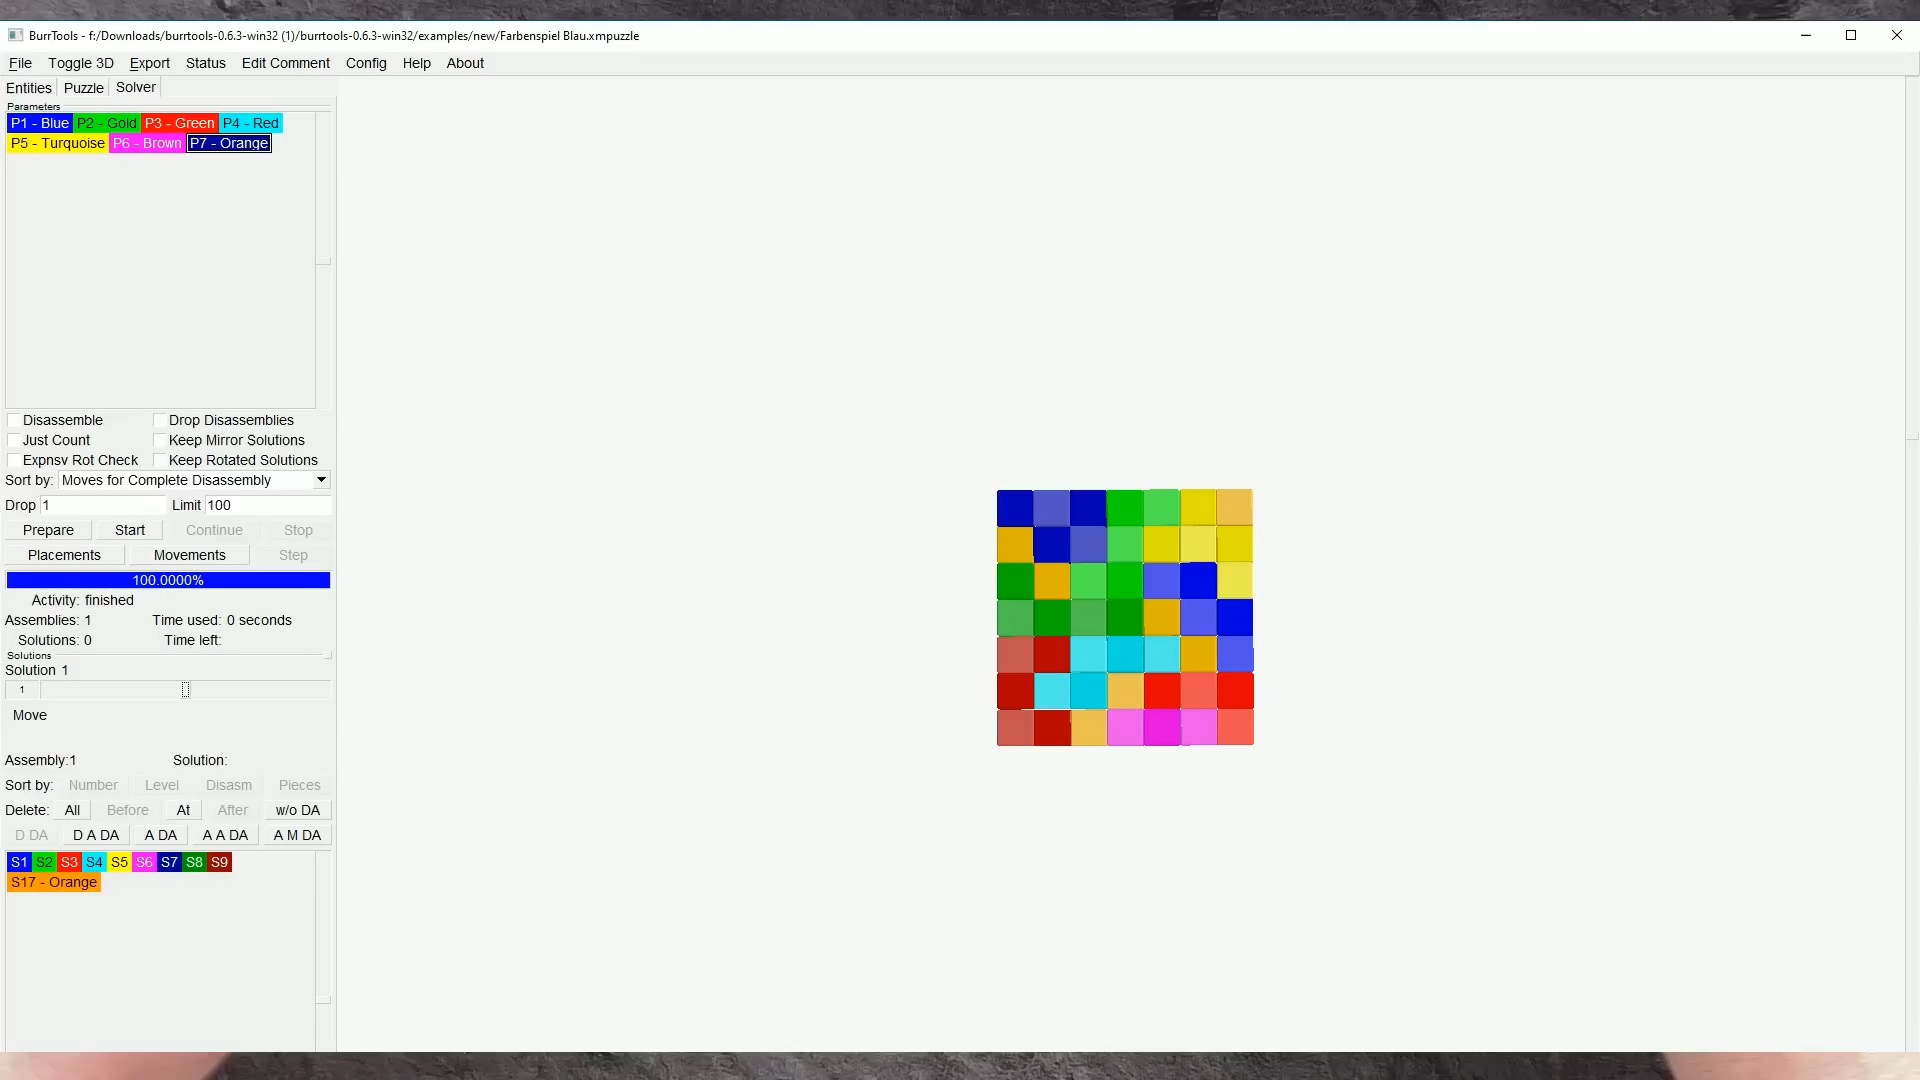 BurrTools - f:/Downloads/burrtools-0.6.3-win32 (1)/burrtools-0.6.3-win32/examples/new/Farbenspiel Blau.xmpuzzle
File Toggle 3D Export Status Edit Comment Config Help About
Entities Puzzle Solver
Parameters
P1 - Blue P2 - Gold P3 - Green P4 - Red
P5 - Turquoise P6 - Brown P7 - Orange
Disassemble Drop Disassemblies
Just Count Keep Mirror Solutions
Expnsv Rot Check Keep Rotated Solutions
Sort by: Moves for Complete Disassembly
Drop 1 Limit 100
Prepare Start Continue Stop
Placements Movements Step
100.0000%
Activity: finished
Assemblies: 1 Time used: 0 seconds
Solutions: 0 Time left:
Solutions
Solution 1
1
Move
Assembly:1 Solution:
Sort by: Number Level Disasm Pieces
Delete: All Before At After w/o DA
D DA D A DA A DA A A DA A M DA
S1 S2 S3 S4 S5 S6 S7 S8 S9
S17 - Orange